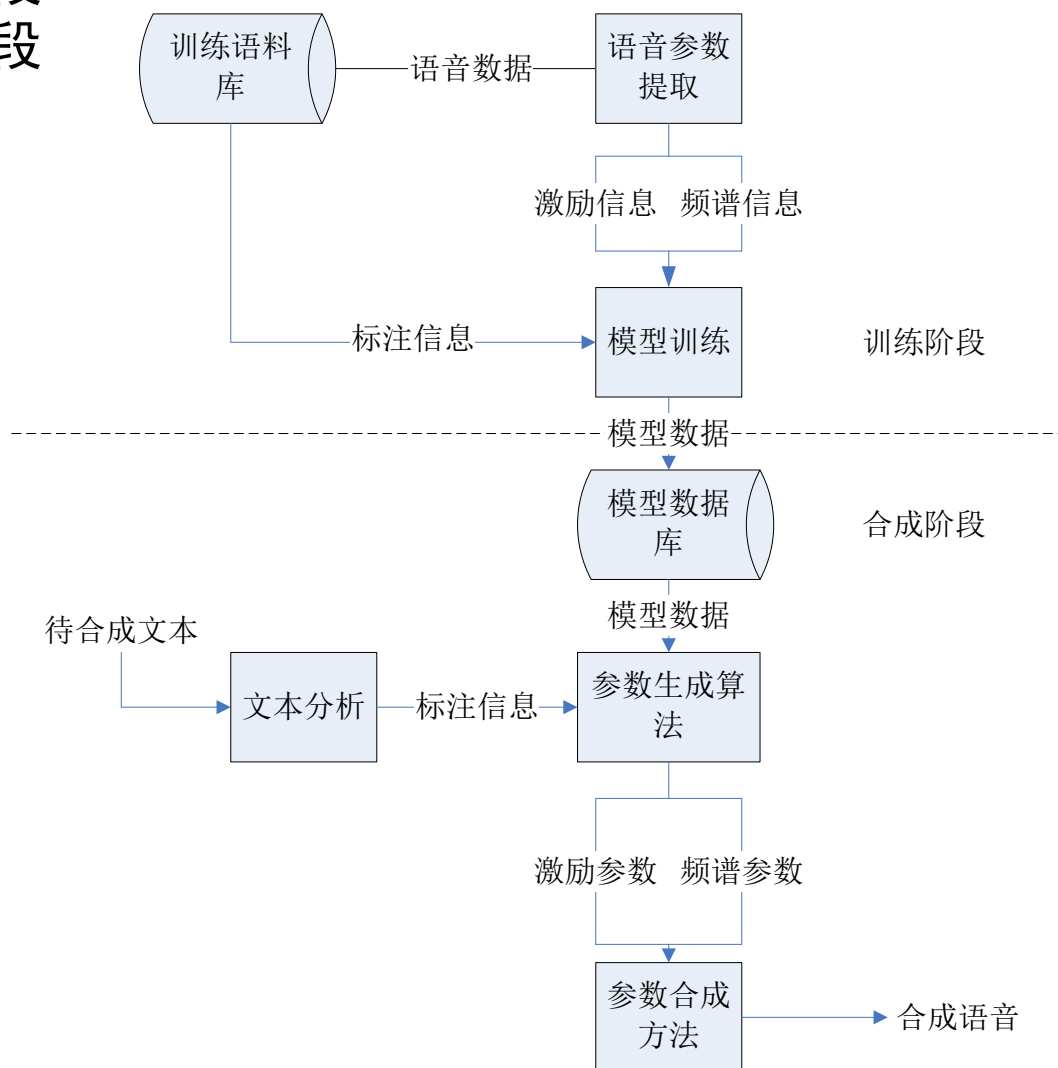 段
训练语料
库
语音数据
语音参数
提取
激励信息
频谱信息
标注信息
模型训练
训练阶段
模型数据
模型数据
库
合成阶段
模型数据
待合成文本
文本分析
标注信息
参数生成算
法
激励参数
频谱参数
参数合成
方法
合成语音